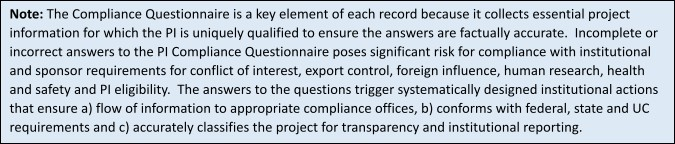 Note: The Compliance Questionnaire is a key element of each record because it collects essential project
information for which the PI is uniquely qualified to ensure the answers are factually accurate.  Incomplete or
incorrect answers to the PI Compliance Questionnaire poses significant risk for compliance with institutional
and sponsor requirements for conflict of interest, export control, foreign influence, human research, health
and safety and PI eligibility.  The answers to the questions trigger systematically designed institutional actions
that ensure a) flow of information to appropriate compliance offices, b) conforms with federal, state and UC
requirements and c) accurately classifies the project for transparency and institutional reporting.